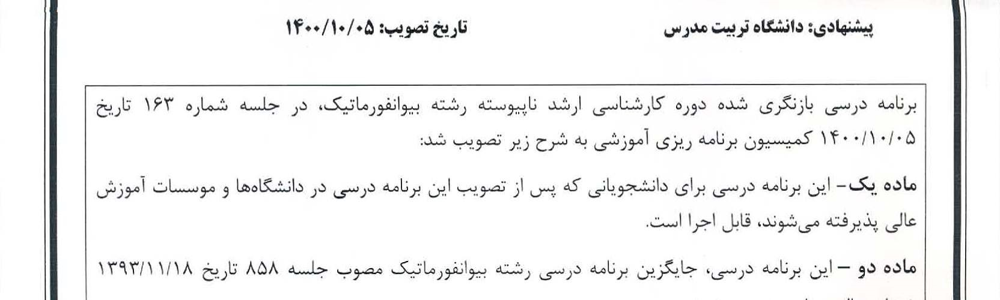 پیشنهادی: دانشگاه تربیت مدرس تاریخ تصویب: ۱۴۰۰/۱۰/۰۵
برنامه درسی بازنگری شده دوره کارشناسی ارشد ناپیوسته رشته بیوانفورماتیک، در جلسه شماره ۱۶۳ تاریخ
۱۴۰۰/۱۰/۰۵ کمیسیون برنامه ریزی آموزشی به شرح زیر تصویب شد:
ماده یک- این برنامه درسی برای دانشجویانی که پس از تصویب این برنامه درسی در دانشگاه‌ها و موسسات آموزش
عالی پذیرفته می‌شوند، قابل اجرا است.
ماده دو – این برنامه درسی، جایگزین برنامه درسی رشته بیوانفورماتیک مصوب جلسه ۸۵۸ تاریخ ۱۳۹۳/۱۱/۱۸